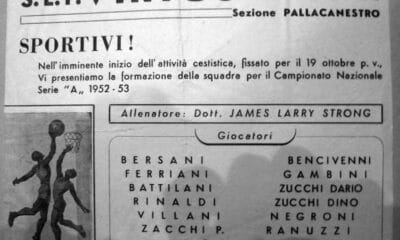 Sezione PALLACANESTRO
SPORTIVI!
Nell'imminente inizio dell'attività cestistica, fissato per il 19 ottobre p. v.,
Vi presentiamo la formazione della squadra per il Campionato Nazionale
Serie "A„ 1952-53
Allenatore: Dott. JAMES LARRY STRONG
Giocatori
BERSANI BENCIVENNI
FERRIANI GAMBINI
BATTILANI ZUCCHI DARIO
RINALDI ZUCCHI DINO
VILLANI NEGRONI
ZACCHI P. RANUZZI